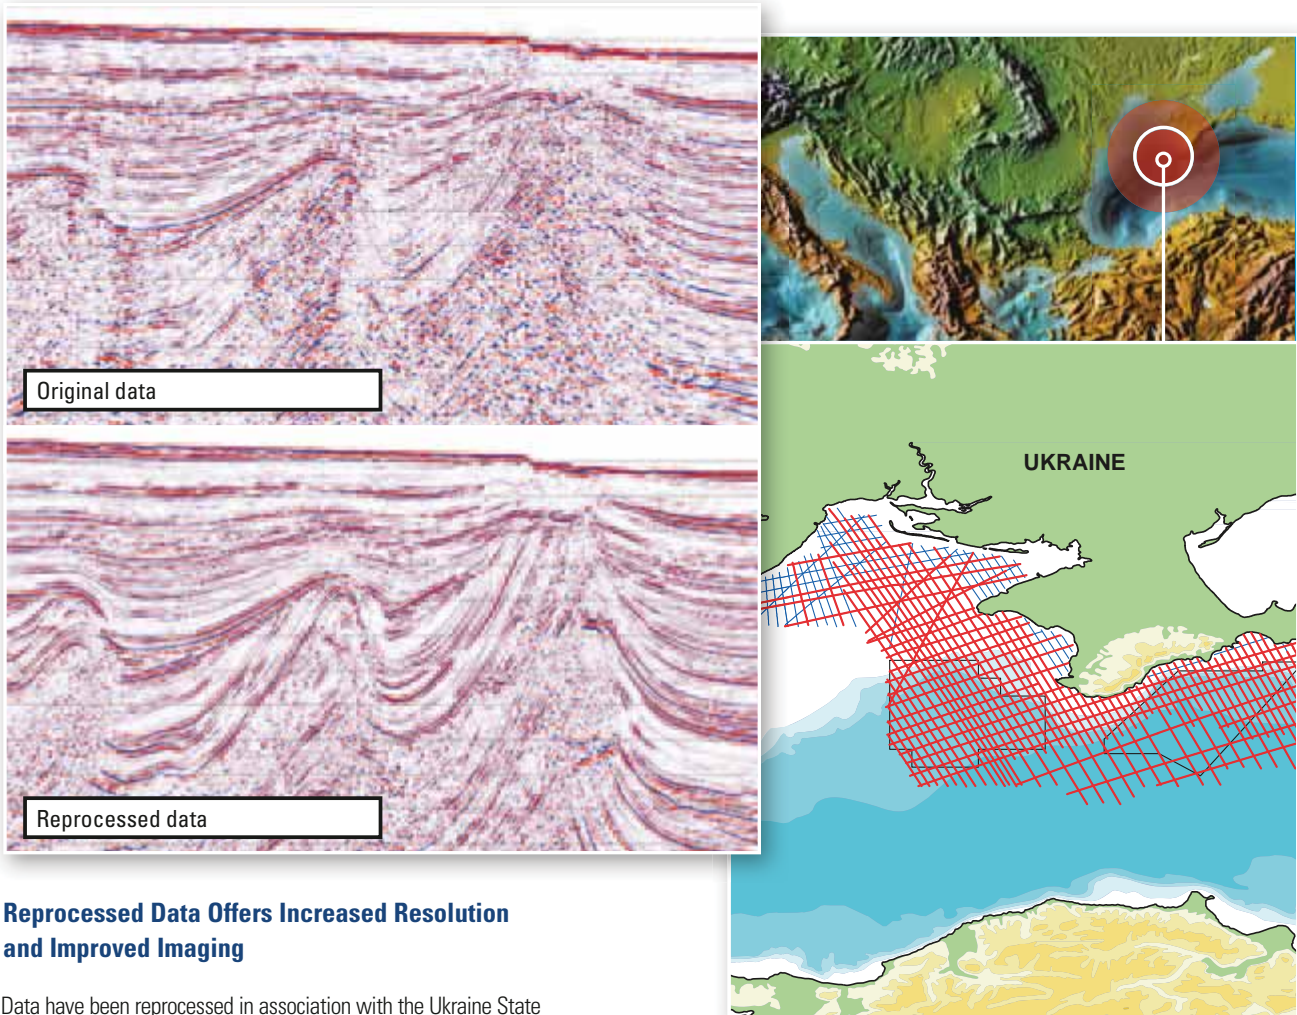 Original data
Reprocessed data
UKRAINE
Reprocessed Data Offers Increased Resolution
and Improved Imaging
Data have been reprocessed in association with the Ukraine State